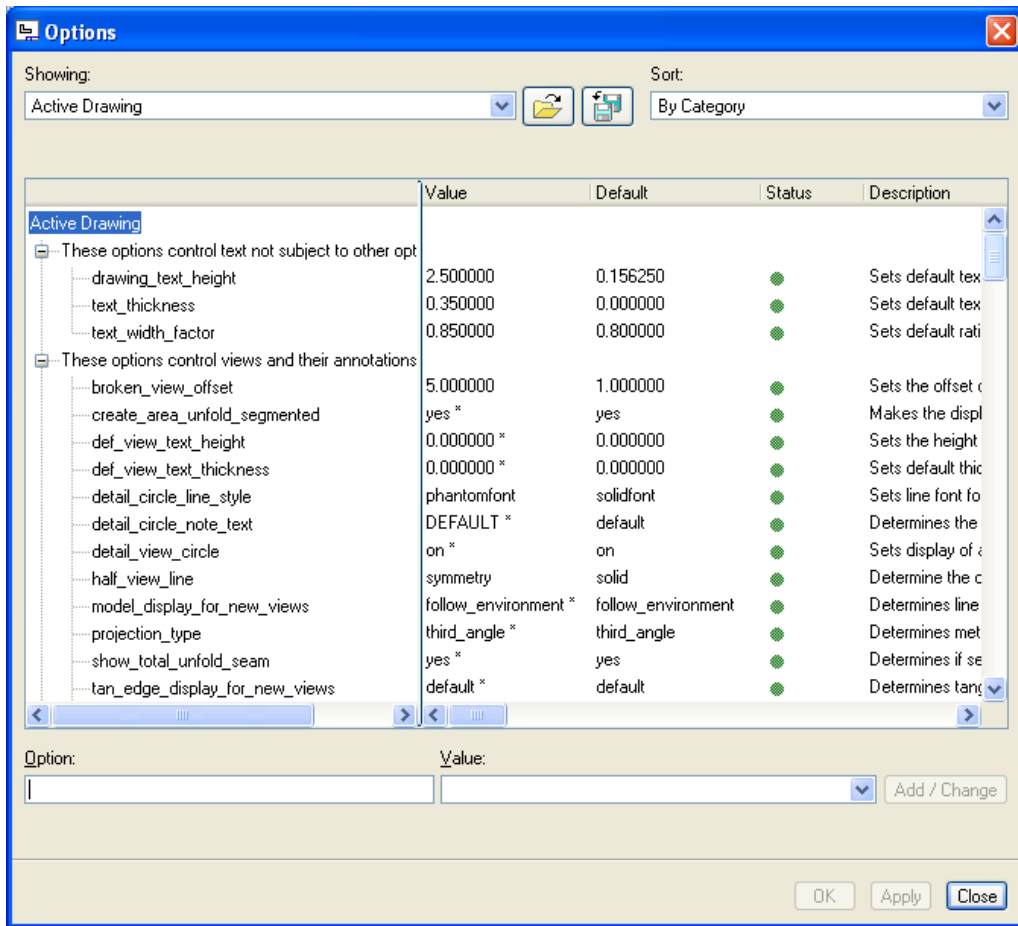 Options
Showing:
Sort:
Active Drawing
By Category
Value Default Status Description
Active Drawing
These options control text not subject to other opt
drawing_text_height 2.500000 0.156250 Sets default tex
text_thickness 0.350000 0.000000 Sets default tex
text_width_factor 0.850000 0.800000 Sets default rati
These options control views and their annotations
broken_view_offset 5.000000 1.000000 Sets the offset o
create_area_unfold_segmented yes * yes Makes the displ
def_view_text_height 0.000000 * 0.000000 Sets the height
def_view_text_thickness 0.000000 * 0.000000 Sets default thic
detail_circle_line_style phantomfont solidfont Sets line font fo
detail_circle_note_text DEFAULT * default Determines the
detail_view_circle on * on Sets display of a
half_view_line symmetry solid Determine the c
model_display_for_new_views follow_environment * follow_environment Determines line
projection_type third_angle * third_angle Determines met
show_total_unfold_seam yes * yes Determines if se
tan_edge_display_for_new_views default * default Determines tang
Option:
Value:
Add / Change
OK Apply Close